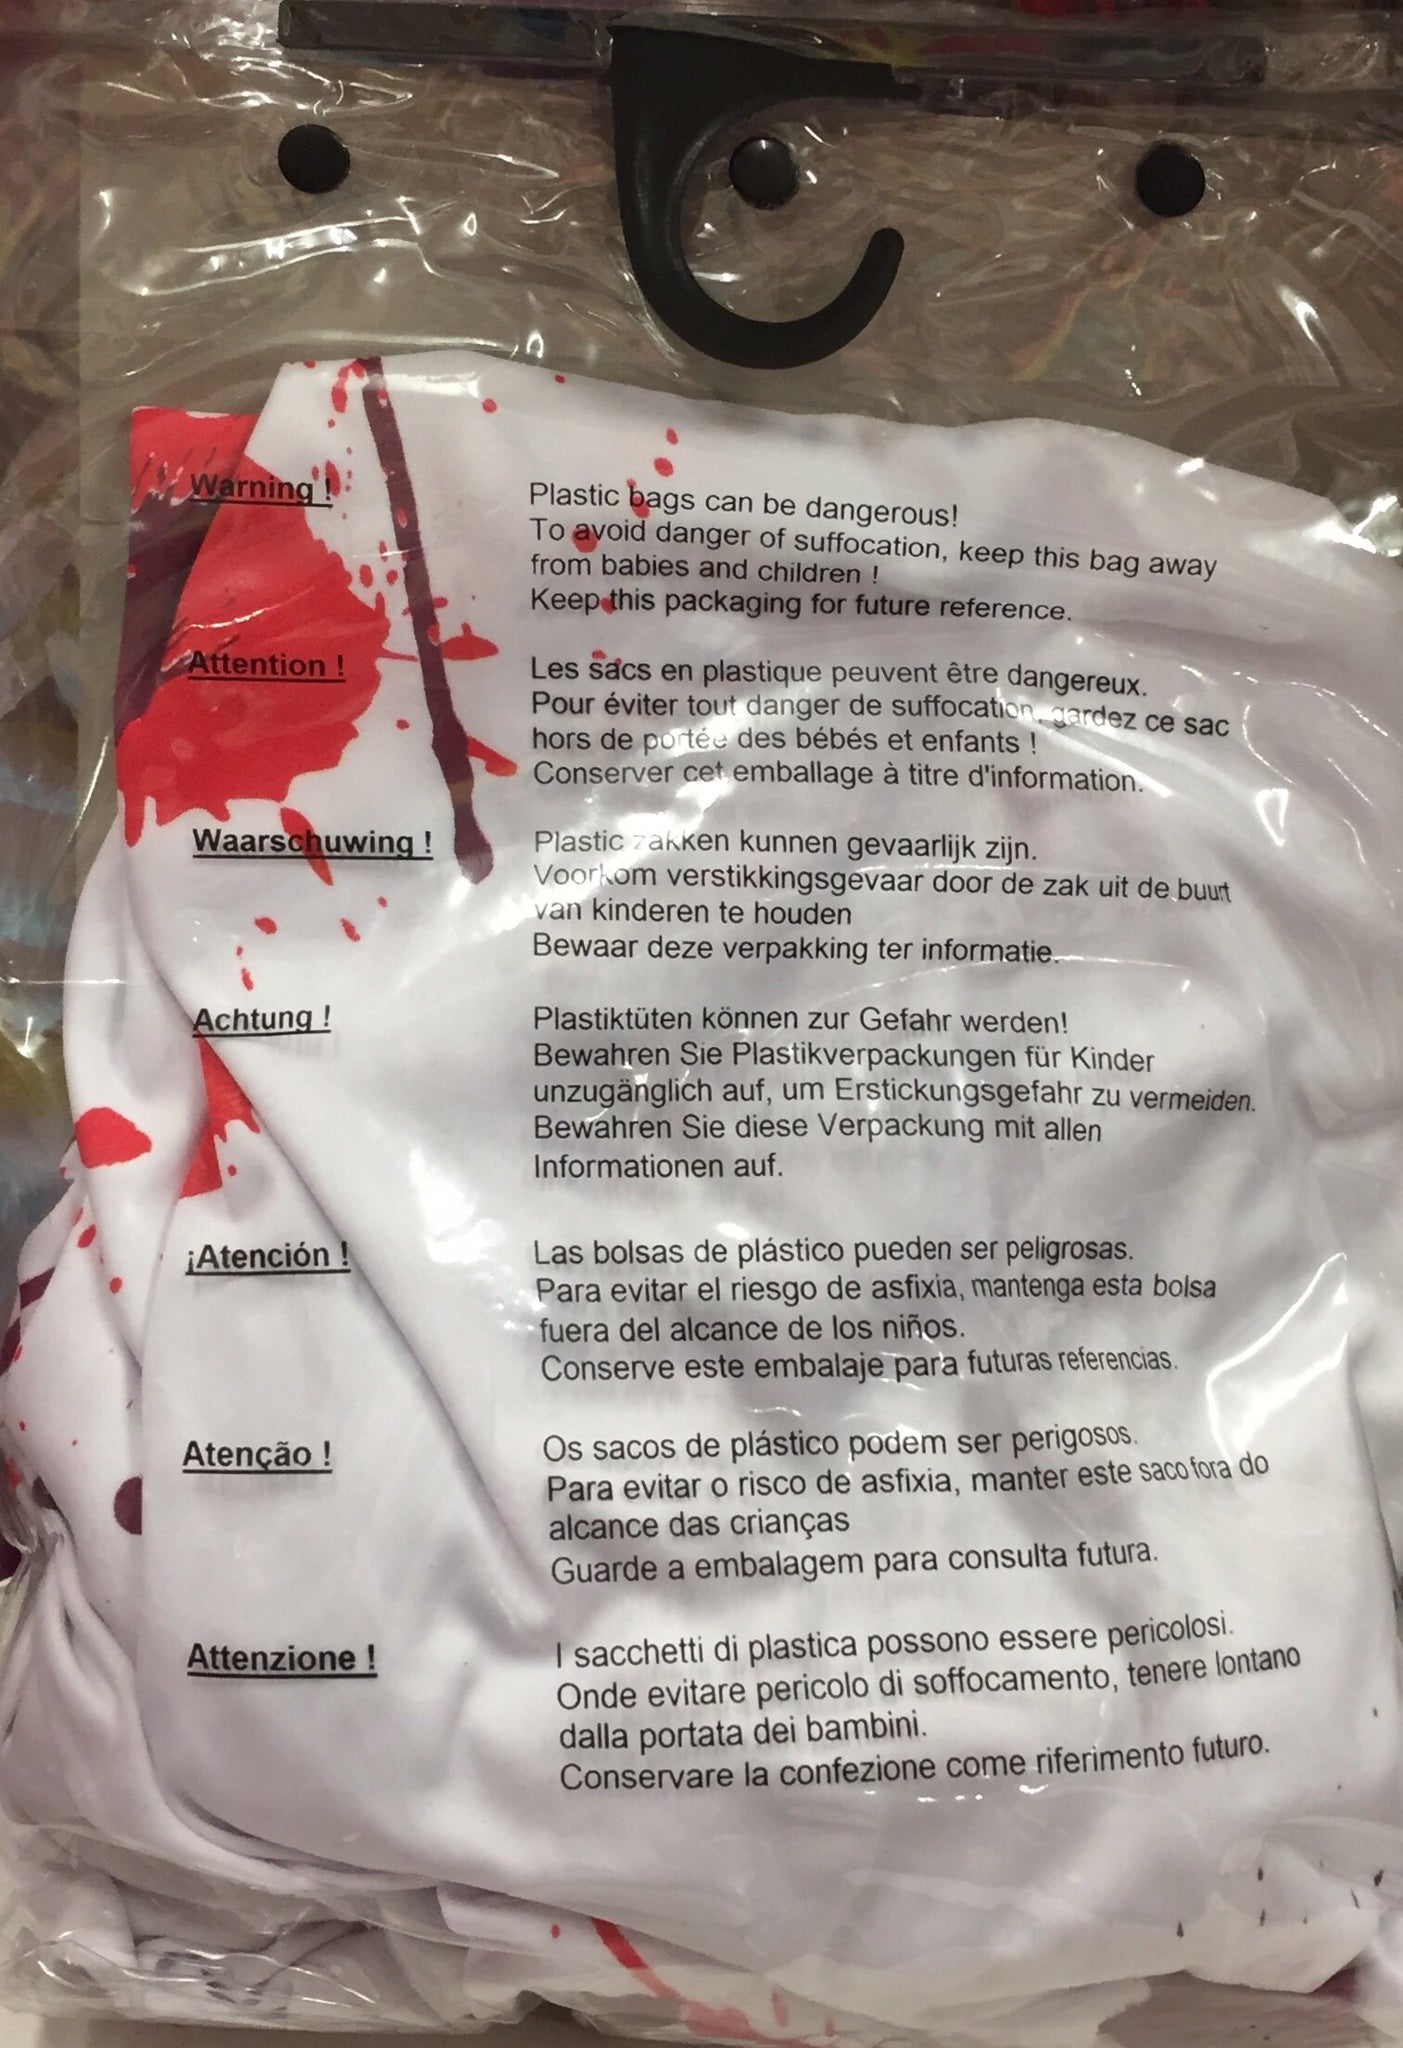 Warning !
Plastic bags can be dangerous!
To avoid danger of suffocation, keep this bag away
from babies and children !
Keep this packaging for future reference.
Attention !
Les sacs en plastique peuvent être dangereux.
Pour éviter tout danger de suffocation, gardez ce sac
hors de portée des bébés et enfants !
Conserver cet emballage à titre d'information.
Waarschuwing !
Plastic zakken kunnen gevaarlijk zijn.
Voorkom verstikkingsgevaar door de zak uit de buurt
van kinderen te houden
Bewaar deze verpakking ter informatie.
Achtung !
Plastiktüten können zur Gefahr werden!
Bewahren Sie Plastikverpackungen für Kinder
unzugänglich auf, um Erstickungsgefahr zu vermeiden.
Bewahren Sie diese Verpackung mit allen
Informationen auf.
¡Atención !
Las bolsas de plástico pueden ser peligrosas.
Para evitar el riesgo de asfixia, mantenga esta bolsa
fuera del alcance de los niños.
Conserve este embalaje para futuras referencias.
Atenção !
Os sacos de plástico podem ser perigosos.
Para evitar o risco de asfixia, manter este saco fora do
alcance das crianças
Guarde a embalagem para consulta futura.
Attenzione !
I sacchetti di plastica possono essere pericolosi.
Onde evitare pericolo di soffocamento, tenere lontano
dalla portata dei bambini.
Conservare la confezione come riferimento futuro.